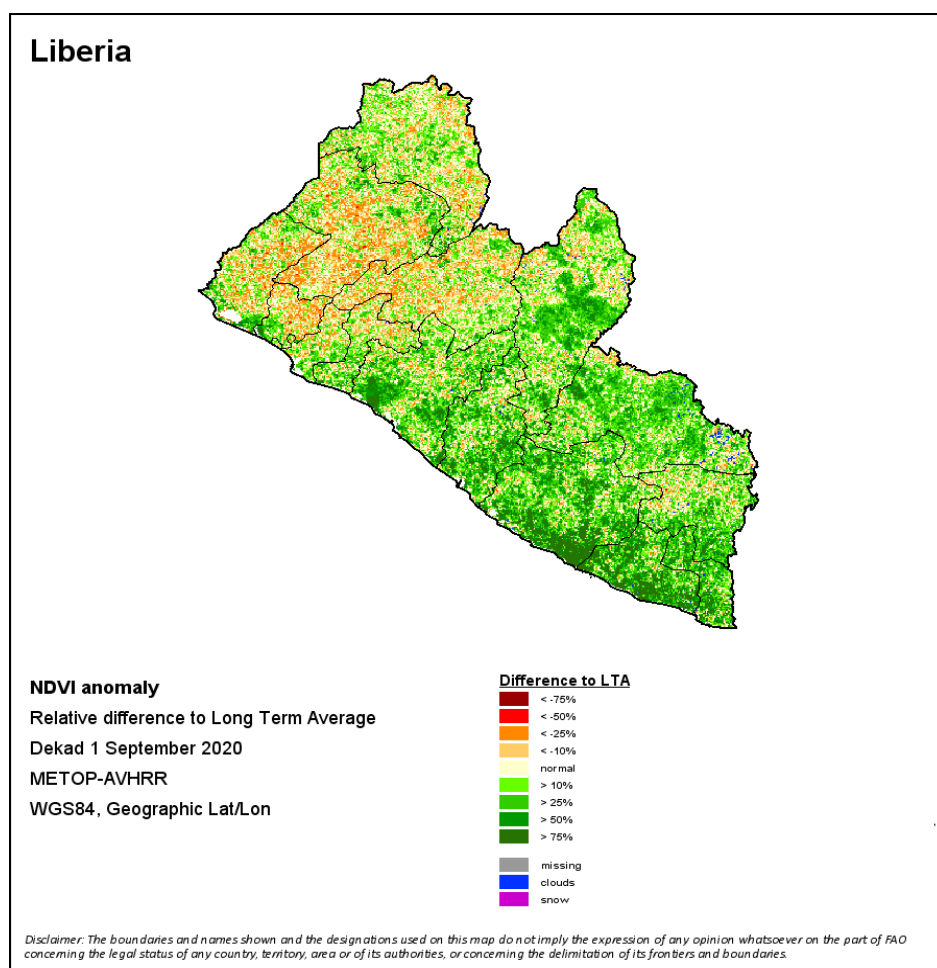 Liberia
NDVI anomaly
Relative difference to Long Term Average
Dekad 1 September 2020
METOP-AVHRR
WGS84, Geographic Lat/Lon
Difference to LTA
< -75%
< -50%
< -25%
< -10%
normal
> 10%
> 25%
> 50%
> 75%
missing
clouds
snow
Disclaimer: The boundaries and names shown and the designations used on this map do not imply the expression of any opinion whatsoever on the part of FAO
concerning the legal status of any country, territory, area or of its authorities, or concerning the delimitation of its frontiers and boundaries.